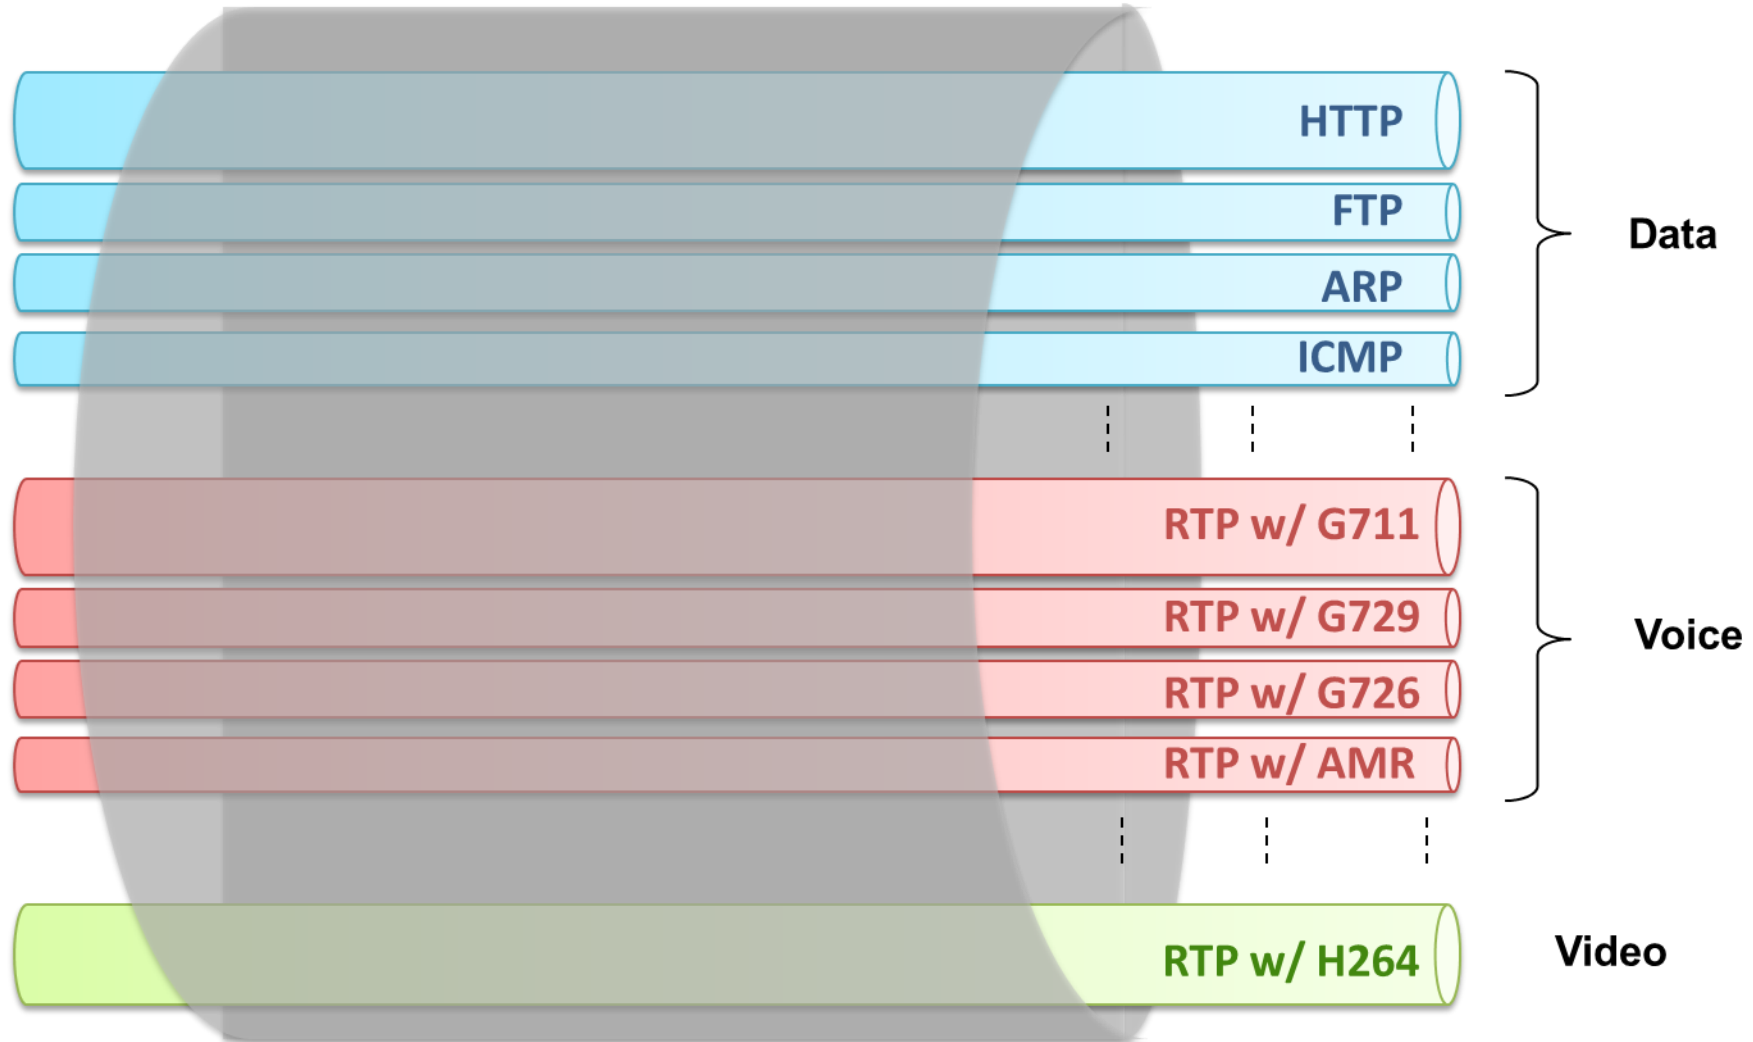 HTTP
FTP
ARP
ICMP
Data
RTP w/ G711
RTP w/ G729
RTP w/ G726
RTP w/ AMR
Voice
RTP w/ H264
Video